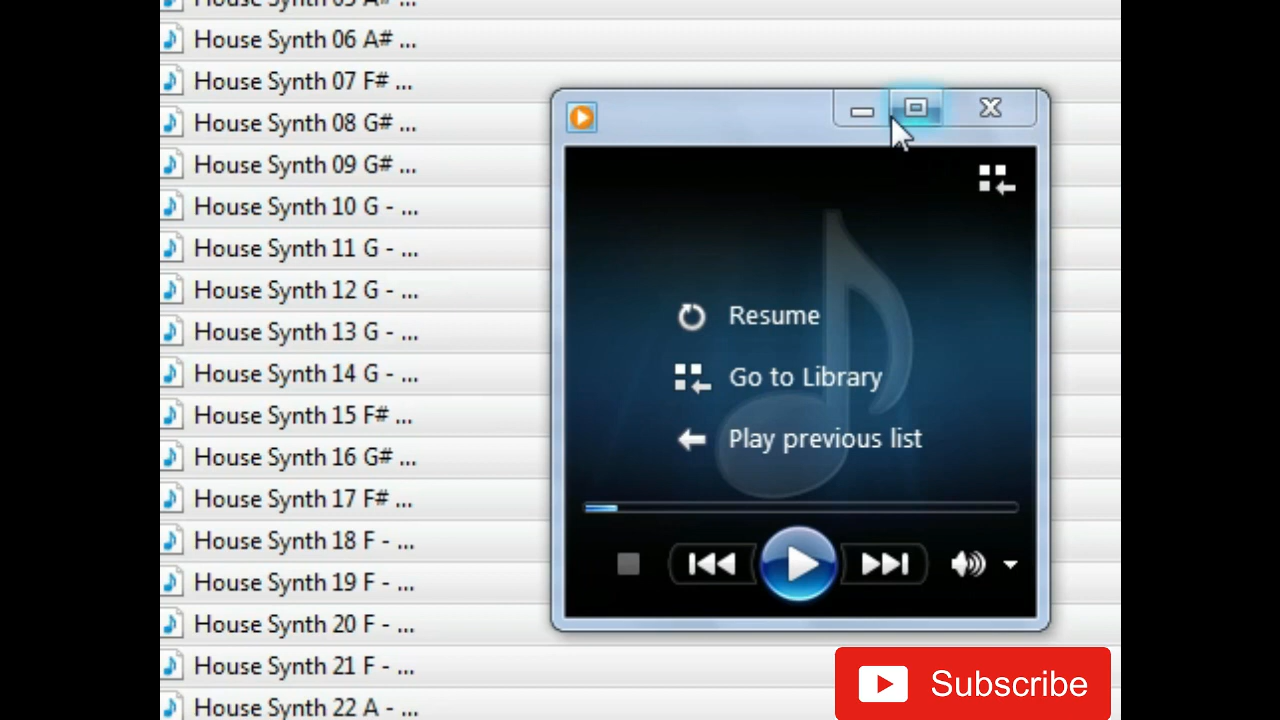 House Synth 05 A# ...
House Synth 06 A# ...
House Synth 07 F# ...
House Synth 08 G# ...
House Synth 09 G# ...
House Synth 10 G - ...
House Synth 11 G - ...
House Synth 12 G - ...
House Synth 13 G - ...
House Synth 14 G - ...
House Synth 15 F# ...
House Synth 16 G# ...
House Synth 17 F# ...
House Synth 18 F - ...
House Synth 19 F - ...
House Synth 20 F - ...
House Synth 21 F - ...
House Synth 22 A - ...
Resume
Go to Library
Play previous list
Subscribe